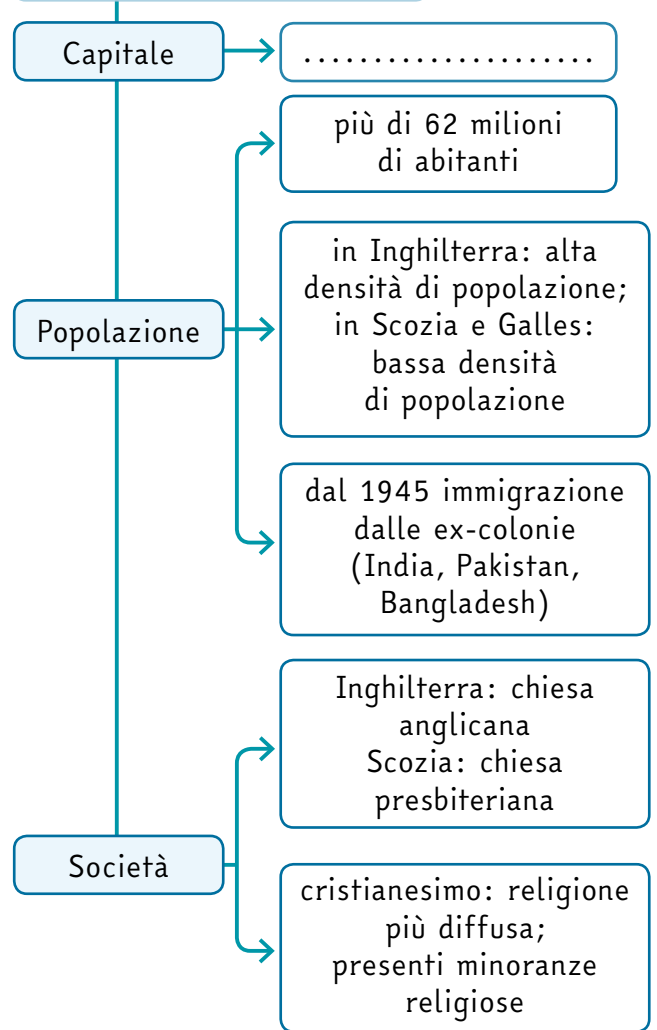 Capitale
......................
più di 62 milioni
di abitanti
Popolazione
in Inghilterra: alta
densità di popolazione;
in Scozia e Galles:
bassa densità
di popolazione
dal 1945 immigrazione
dalle ex-colonie
(India, Pakistan,
Bangladesh)
Società
Inghilterra: chiesa
anglicana
Scozia: chiesa
presbiteriana
cristianesimo: religione
più diffusa;
presenti minoranze
religiose